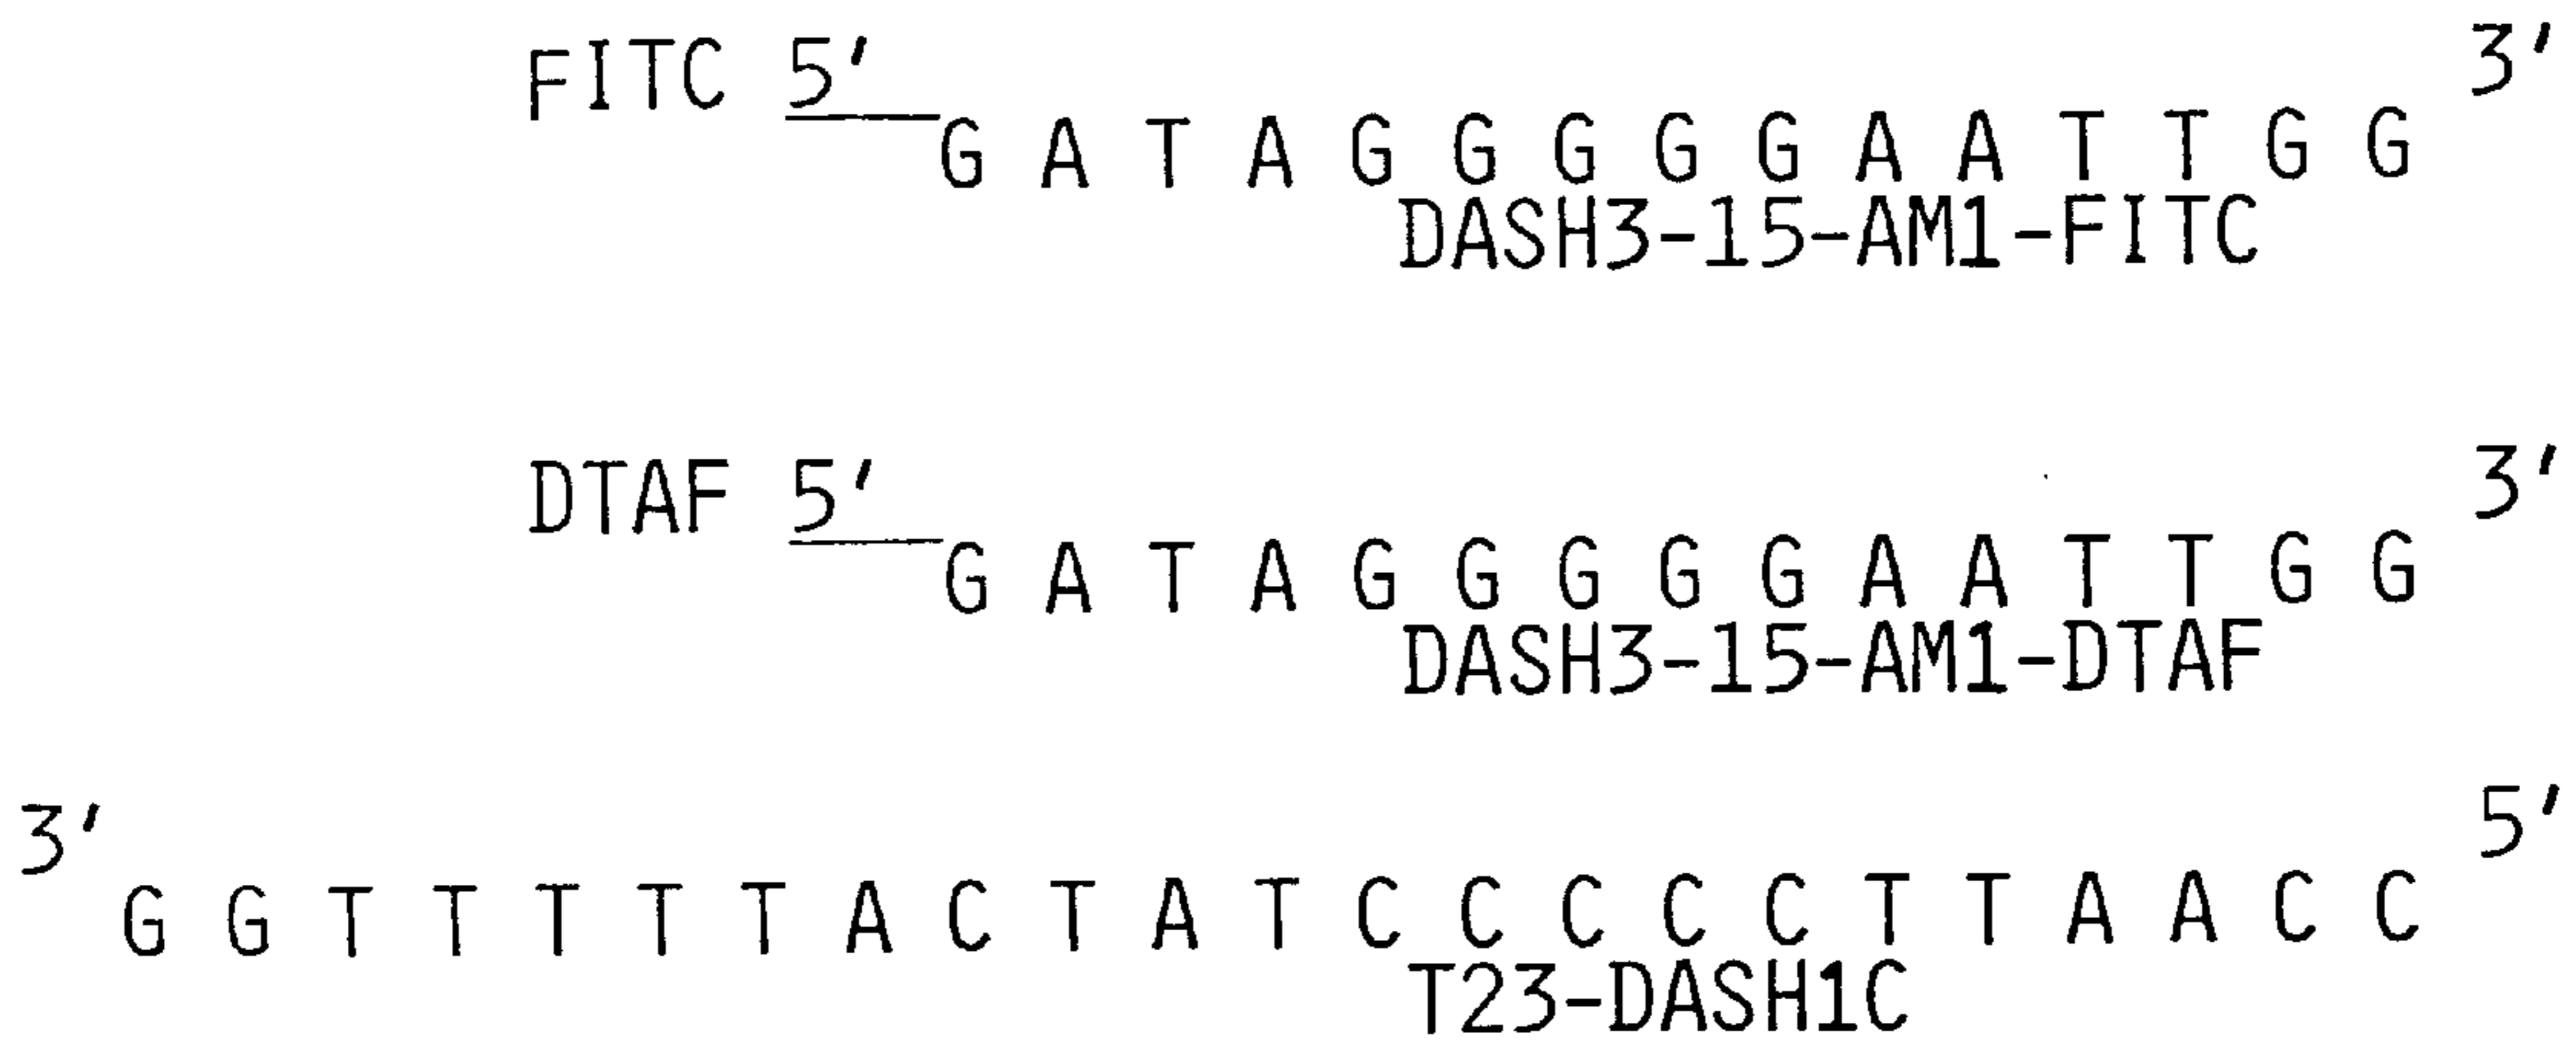 FITC 5' G A T A G G G G G A A T T G G 3'
DASH3-15-AM1-FITC
DTAF 5' G A T A G G G G G A A T T G G 3'
DASH3-15-AM1-DTAF
3' G G T T T T T A C T A T C C C C C T T A A C C 5'
T23-DASH1C